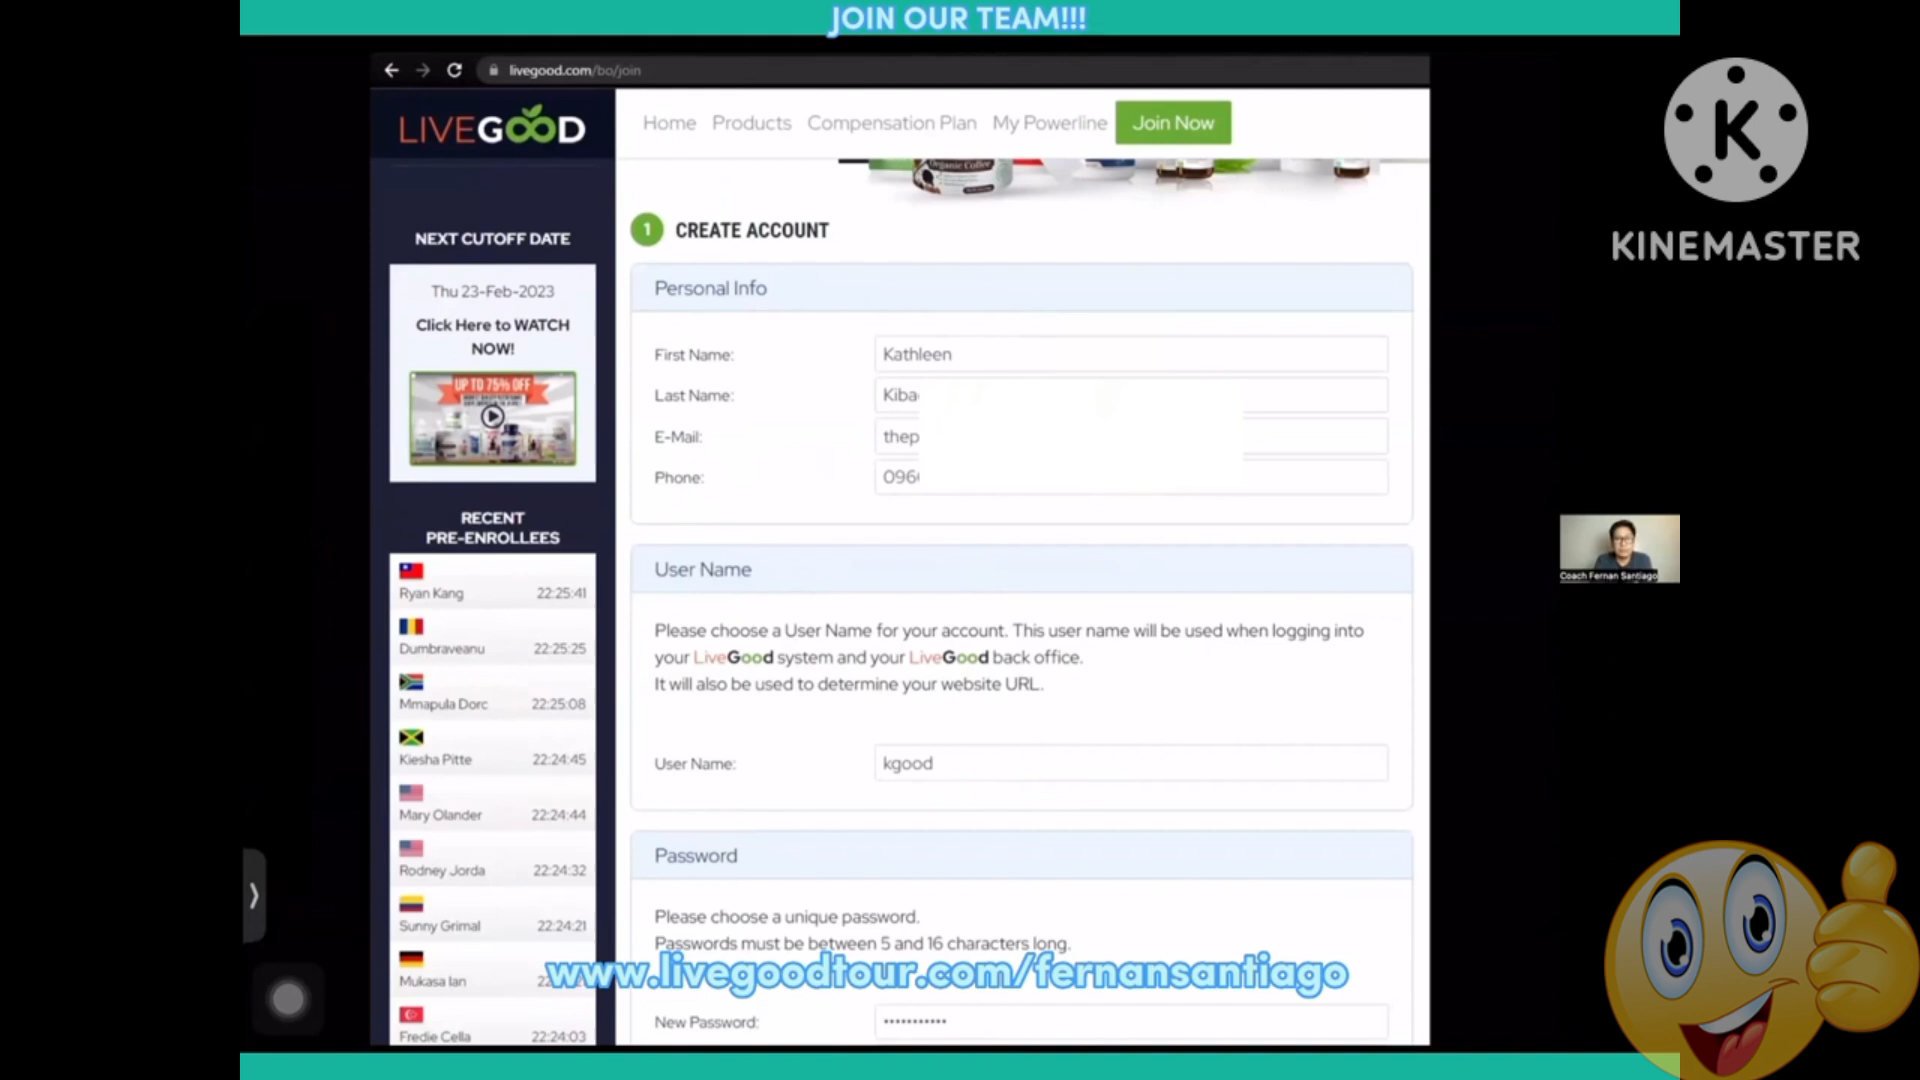 JOIN OUR TEAM!!!
livegood.com/bo/join
LIVEGOOD
Home Products Compensation Plan My Powerline Join Now
K
KINEMASTER
Organic Coffee
NEXT CUTOFF DATE
Thu 23-Feb-2023
Click Here to WATCH
NOW!
UP TO 75% OFF
RECENT
PRE-ENROLLEES
Ryan Kang 22:25:41
Dumbraveanu 22:25:25
Mmapula Dorc 22:25:08
Kiesha Pitte 22:24:45
Mary Olander 22:24:44
Rodney Jorda 22:24:32
Sunny Grimal 22:24:21
Mukasa Ian 22
Fredie Cella 22:24:03
1 CREATE ACCOUNT
Personal Info
First Name: Kathleen
Last Name: Kiba
E-Mail: thep
Phone: 096
User Name
Please choose a User Name for your account. This user name will be used when logging into
your LiveGood system and your LiveGood back office.
It will also be used to determine your website URL.
User Name: kgood
Password
Please choose a unique password.
Passwords must be between 5 and 16 characters long.
www.livegoodtour.com/fernansantiago
New Password: •••••••••••
Coach Fernan Santiago